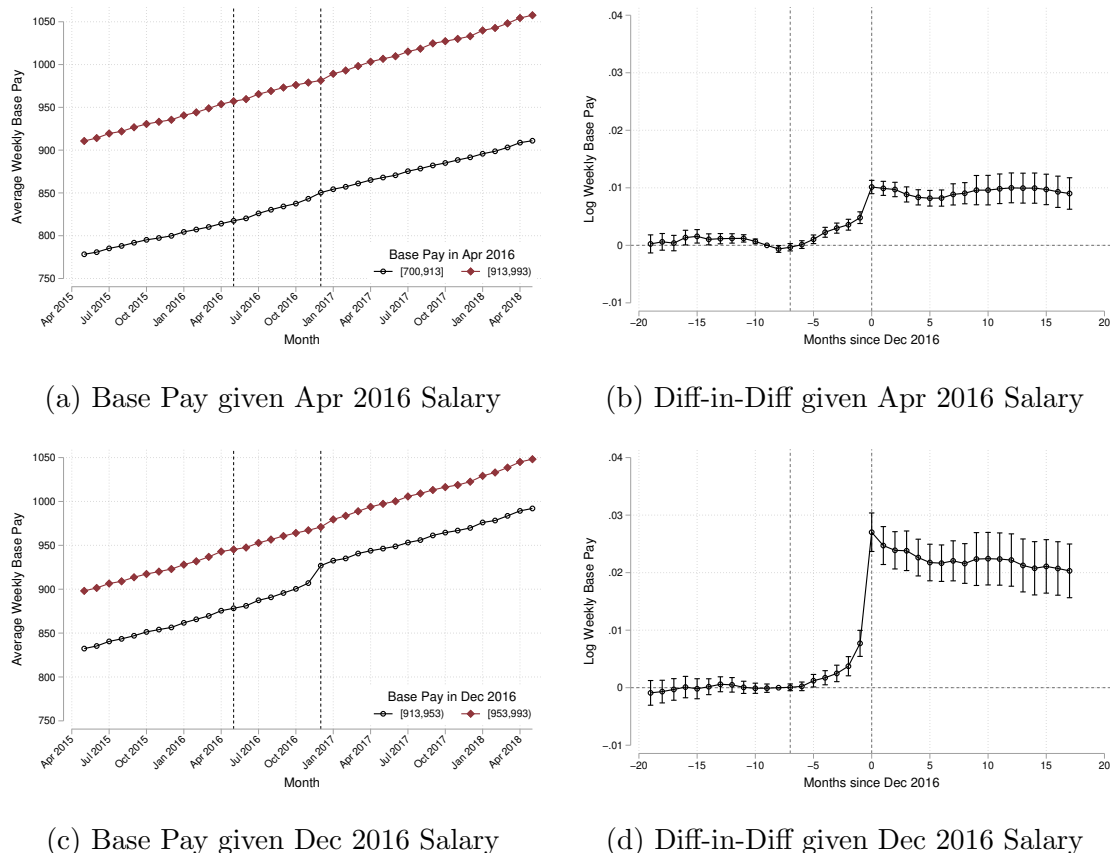 1050
1000
950
900
850
800
750
Average Weekly Base Pay
Apr 2015
Jul 2015
Oct 2015
Jan 2016
Apr 2016
Jul 2016
Oct 2016
Jan 2017
Apr 2017
Jul 2017
Oct 2017
Jan 2018
Apr 2018
Month
Base Pay in Apr 2016
[700,913] [913,993)
.04
.03
.02
.01
0
-.01
Log Weekly Base Pay
−20 −15 −10 −5 0 5 10 15 20
Months since Dec 2016
(a) Base Pay given Apr 2016 Salary
(b) Diff-in-Diff given Apr 2016 Salary
1050
1000
950
900
850
800
750
Average Weekly Base Pay
Apr 2015
Jul 2015
Oct 2015
Jan 2016
Apr 2016
Jul 2016
Oct 2016
Jan 2017
Apr 2017
Jul 2017
Oct 2017
Jan 2018
Apr 2018
Month
Base Pay in Dec 2016
[913,953) [953,993)
.04
.03
.02
.01
0
-.01
Log Weekly Base Pay
−20 −15 −10 −5 0 5 10 15 20
Months since Dec 2016
(c) Base Pay given Dec 2016 Salary
(d) Diff-in-Diff given Dec 2016 Salary